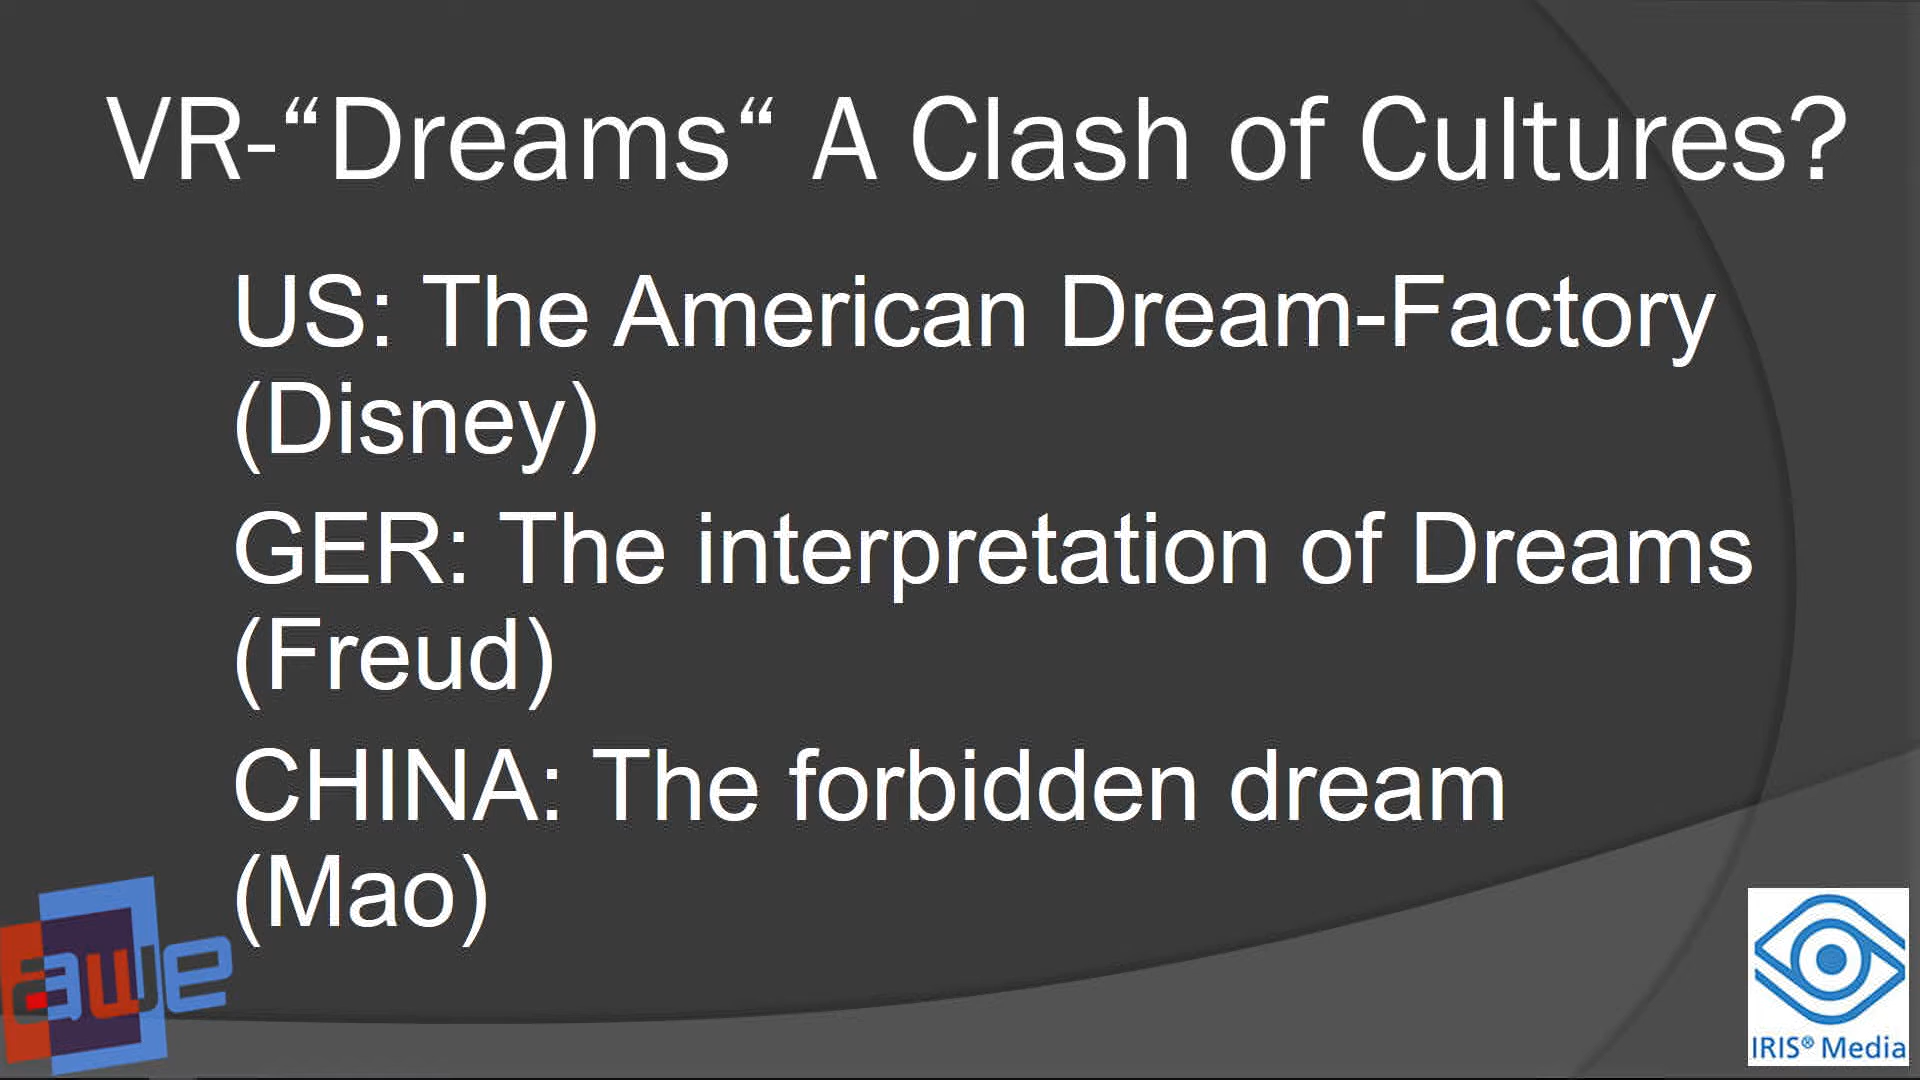 VR-“Dreams“ A Clash of Cultures?
US: The American Dream-Factory
(Disney)
GER: The interpretation of Dreams
(Freud)
CHINA: The forbidden dream
(Mao)
awe
IRIS® Media